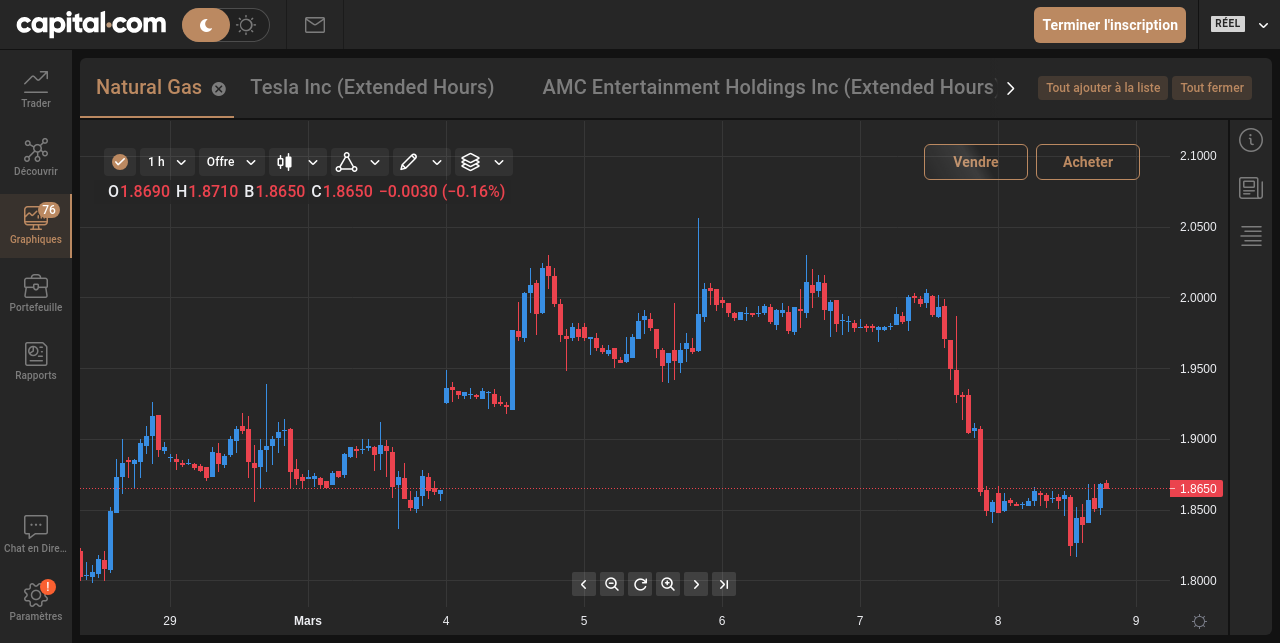 capital.com
Terminer l'inscription
RÉEL
Trader
Découvrir
76
Graphiques
Portefeuille
Rapports
Chat en Dire...
!
Paramètres
Natural Gas
Tesla Inc (Extended Hours)
AMC Entertainment Holdings Inc (Extended Hours)
Tout ajouter à la liste
Tout fermer
1 h
Offre
Vendre
Acheter
O1.8690 H1.8710 B1.8650 C1.8650 −0.0030 (−0.16%)
2.1000
2.0500
2.0000
1.9500
1.9000
1.8650
1.8500
1.8000
29 Mars 4 5 6 7 8 9